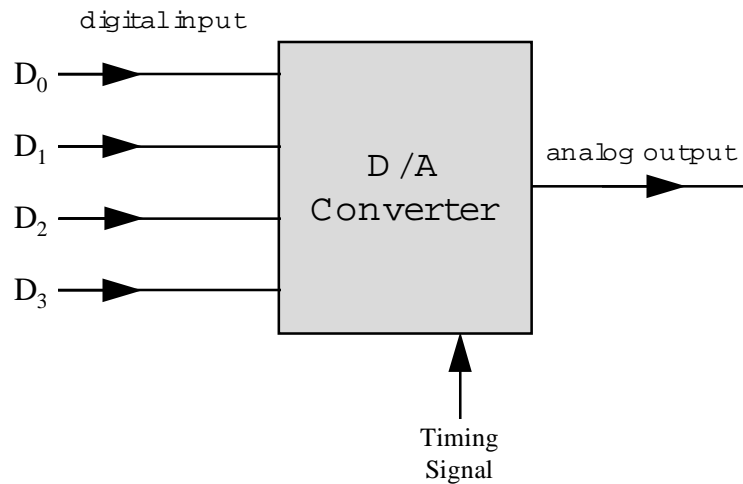 digital input
D₀
D₁
D₂
D₃
D/A
Converter
analog output
Timing
Signal